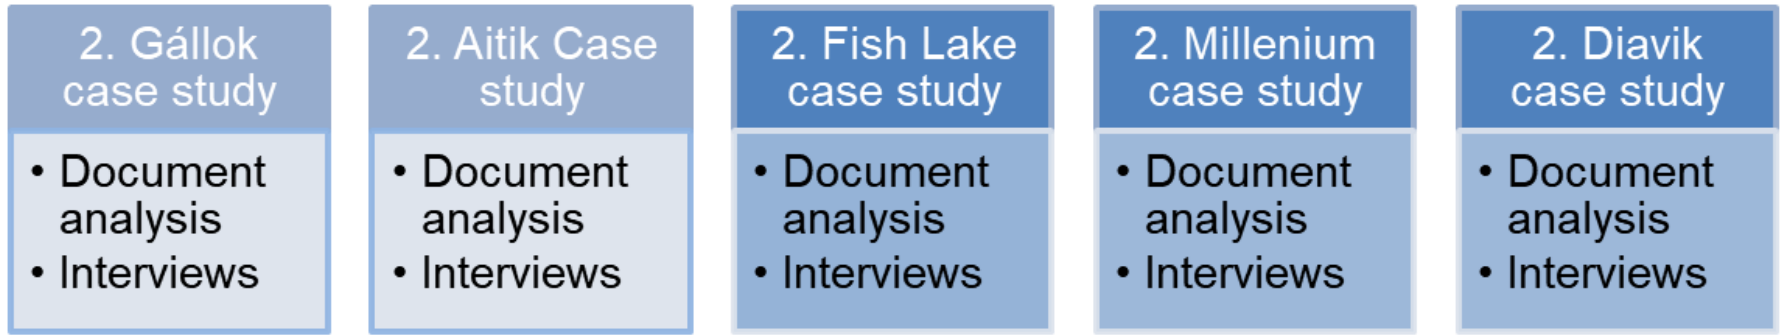 2. Gállok
case study
• Document
analysis
• Interviews
2. Aitik Case
study
• Document
analysis
• Interviews
2. Fish Lake
case study
• Document
analysis
• Interviews
2. Millenium
case study
• Document
analysis
• Interviews
2. Diavik
case study
• Document
analysis
• Interviews